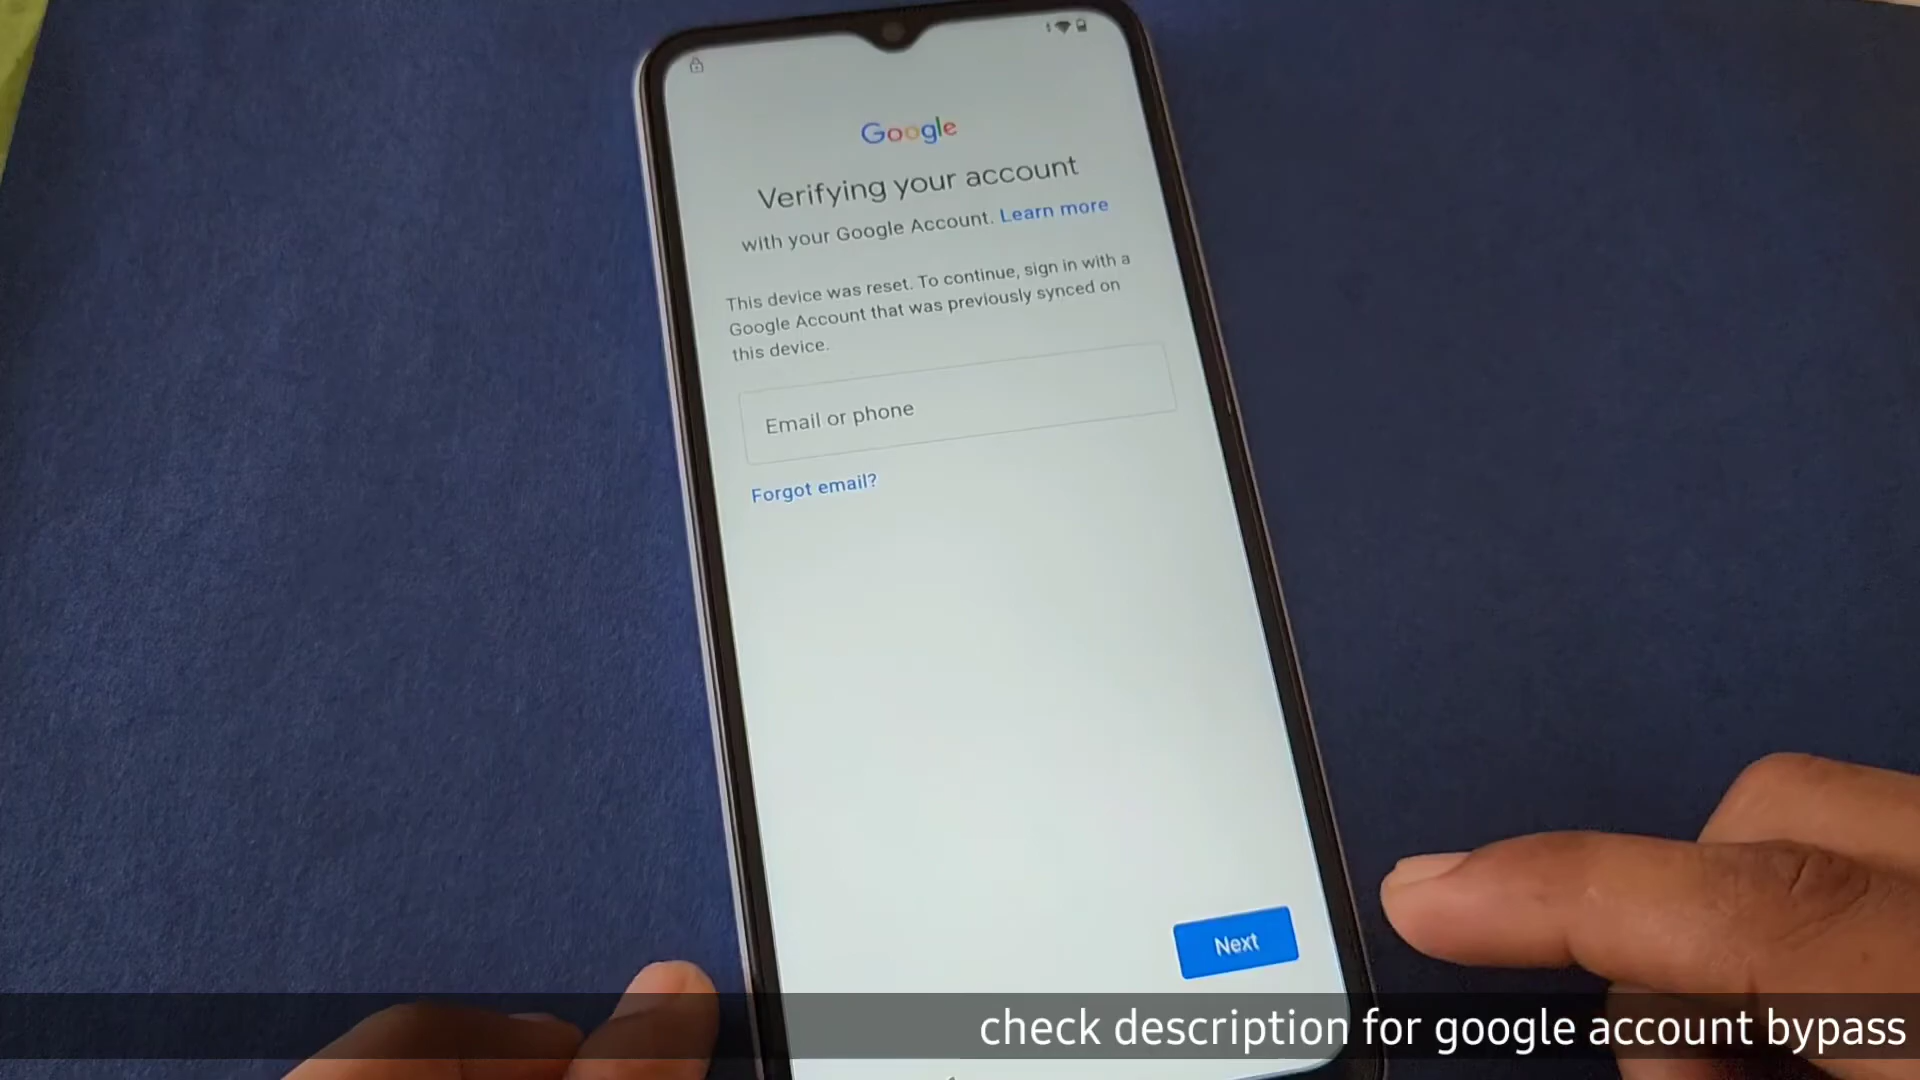 Google
Verifying your account
with your Google Account. Learn more
This device was reset. To continue, sign in with a
Google Account that was previously synced on
this device.
Email or phone
Forgot email?
Next
check description for google account bypass